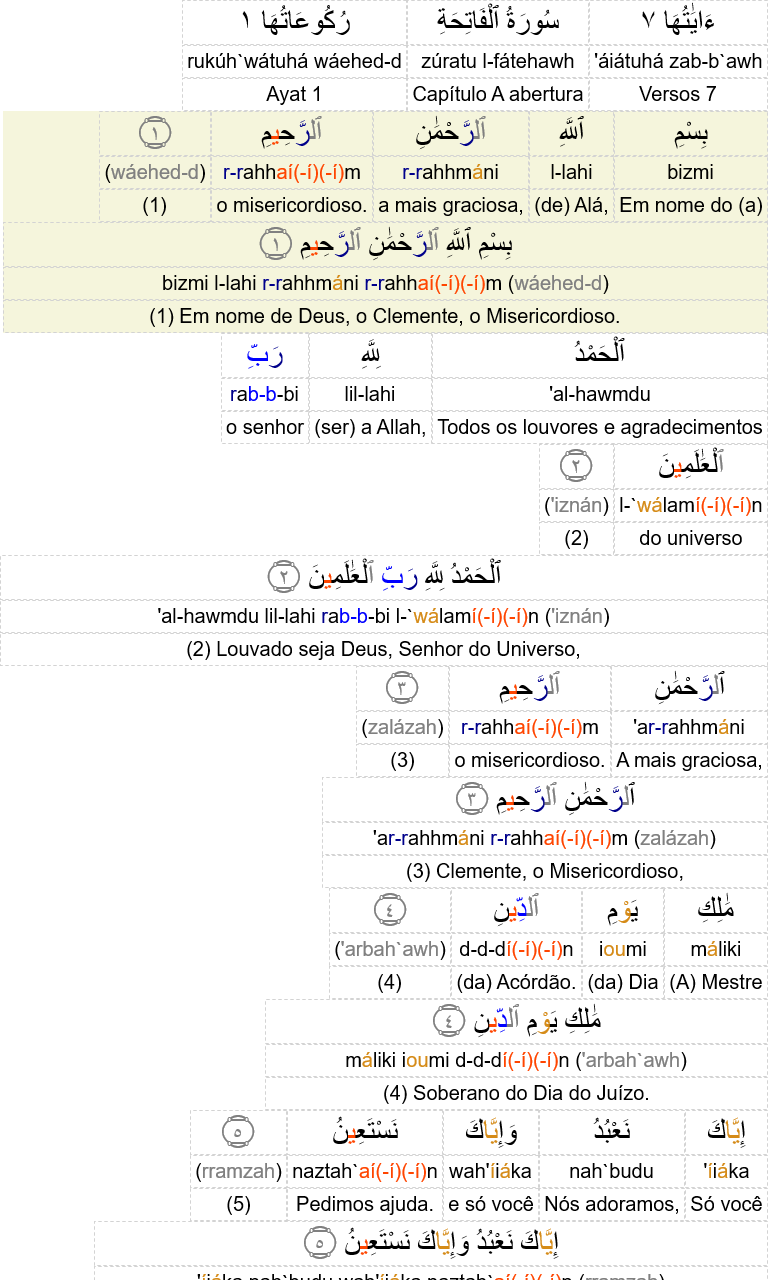 ءَايَٰتُهَا ٧ سُورَةُ ٱلْفَاتِحَةِ رُكُوعَاتُهَا ١
'áiátuhá zab-b`awh zúratu l-fátehawh rukúh`wátuhá wáehed-d
Versos 7 Capítulo A abertura Ayat 1
بِسْمِ ٱللَّهِ ٱلرَّحْمَٰنِ ٱلرَّحِيمِ ١
bizmi l-lahi r-rahhmáni r-rahhaí(-í)(-í)m (wáehed-d)
Em nome do (a) (de) Alá, a mais graciosa, o misericordioso. (1)
بِسْمِ ٱللَّهِ ٱلرَّحْمَٰنِ ٱلرَّحِيمِ ١
bizmi l-lahi r-rahhmáni r-rahhaí(-í)(-í)m (wáehed-d)
(1) Em nome de Deus, o Clemente, o Misericordioso.
ٱلْحَمْدُ لِلَّهِ رَبِّ
'al-hawmdu lil-lahi rab-b-bi
Todos os louvores e agradecimentos (ser) a Allah, o senhor
ٱلْعَٰلَمِينَ ٢
l-`wálamí(-í)(-í)n ('iznán)
do universo (2)
ٱلْحَمْدُ لِلَّهِ رَبِّ ٱلْعَٰلَمِينَ ٢
'al-hawmdu lil-lahi rab-b-bi l-`wálamí(-í)(-í)n ('iznán)
(2) Louvado seja Deus, Senhor do Universo,
ٱلرَّحْمَٰنِ ٱلرَّحِيمِ ٣
'ar-rahhmáni r-rahhaí(-í)(-í)m (zalázah)
A mais graciosa, o misericordioso. (3)
ٱلرَّحْمَٰنِ ٱلرَّحِيمِ ٣
'ar-rahhmáni r-rahhaí(-í)(-í)m (zalázah)
(3) Clemente, o Misericordioso,
مَٰلِكِ يَوْمِ ٱلدِّينِ ٤
máliki ioumi d-d-dí(-í)(-í)n ('arbah`awh)
(A) Mestre (da) Dia (da) Acórdão. (4)
مَٰلِكِ يَوْمِ ٱلدِّينِ ٤
máliki ioumi d-d-dí(-í)(-í)n ('arbah`awh)
(4) Soberano do Dia do Juízo.
إِيَّاكَ نَعْبُدُ وَإِيَّاكَ نَسْتَعِينُ ٥
'íiáka nah`budu wah'íiáka naztah`aí(-í)(-í)n (rramzah)
Só você Nós adoramos, e só você Pedimos ajuda. (5)
إِيَّاكَ نَعْبُدُ وَإِيَّاكَ نَسْتَعِينُ ٥
'íiáka nah`budu wah'íiáka naztah`aí(-í)(-í)n (rramzah)